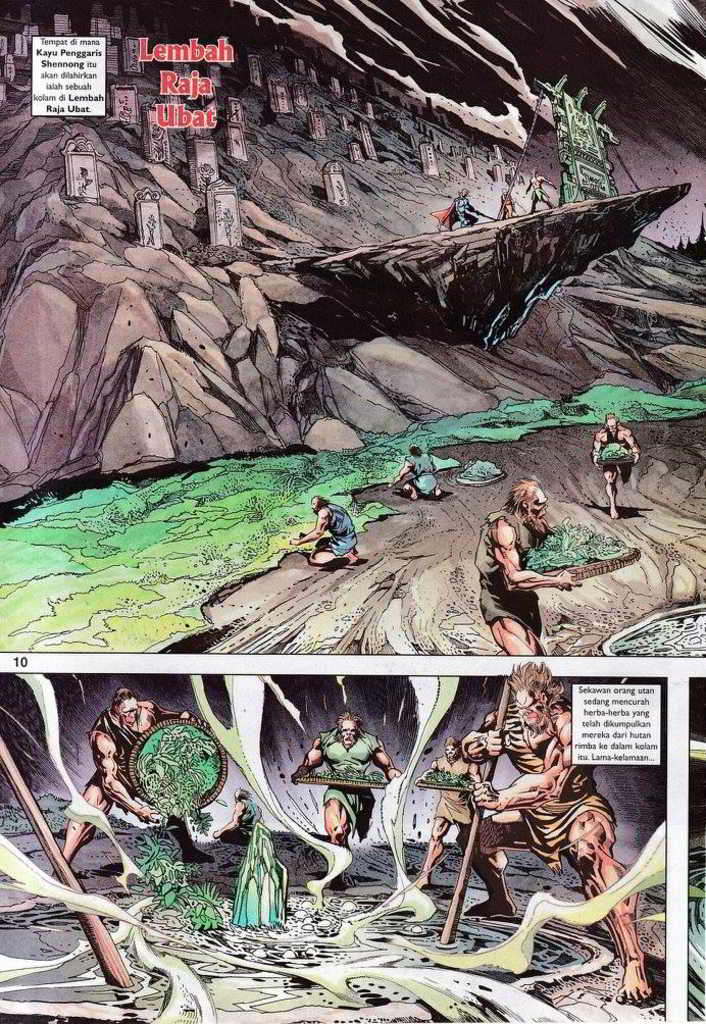 Tempat di mana
Kayu Penggaris
Shennong itu
akan dilahirkan
ialah sebuah
kolam di Lembah
Raja Ubat.
Lembah
Raja
Ubat
10
Sekawan orang utan
sedang mencurah
herba-herba yang
telah dikumpulkan
mereka dari hutan
rimba ke dalam kolam
itu. Lama-kelamaan...